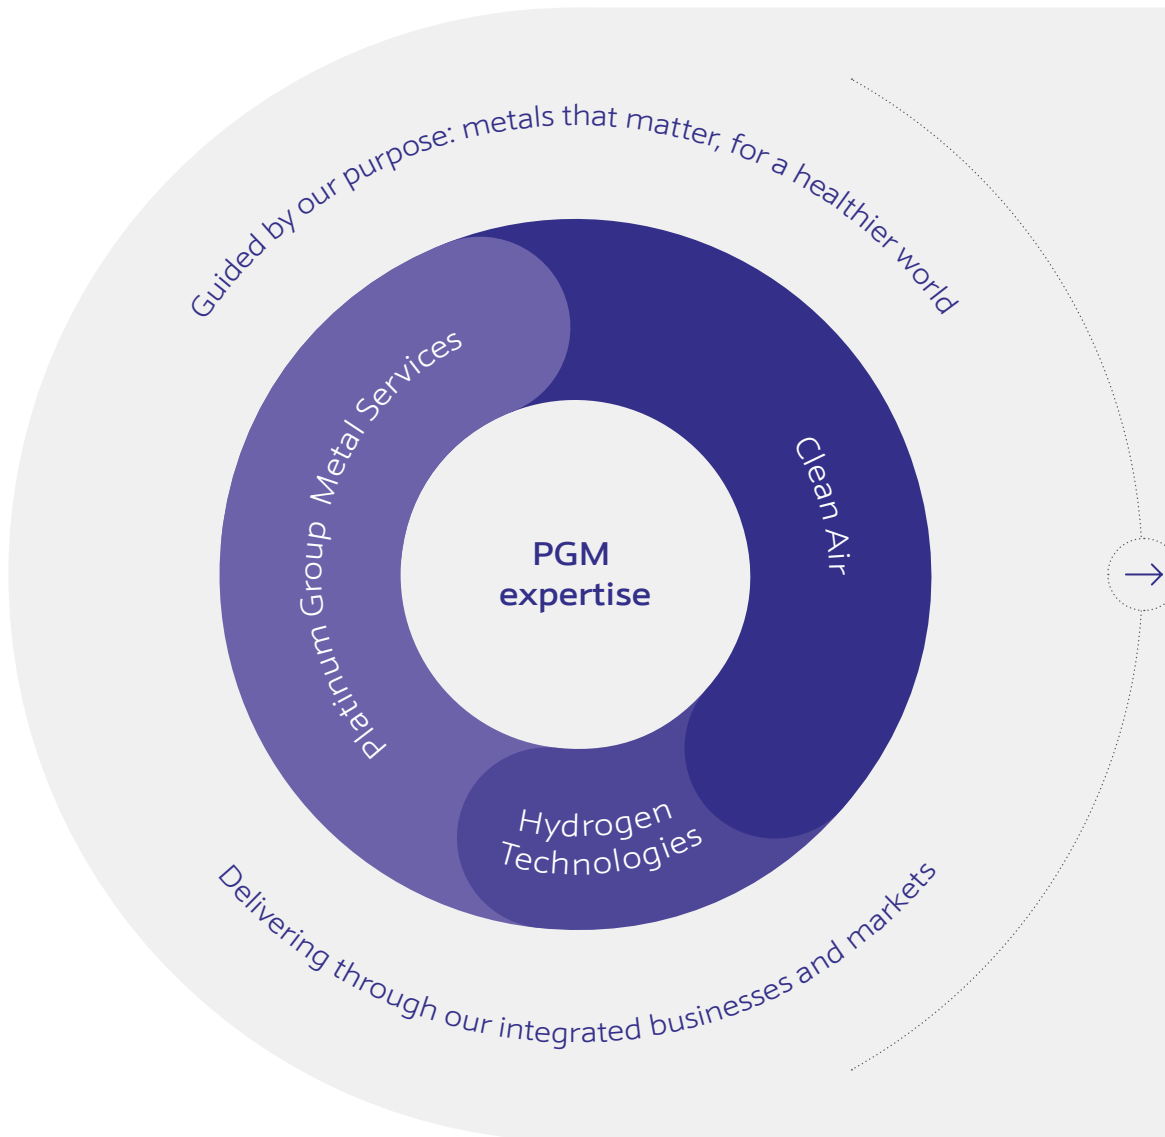 Guided by our purpose: metals that matter, for a healthier world
Platinum Group Metal Services
Clean Air
PGM
expertise
Hydrogen
Technologies
Delivering through our integrated businesses and markets